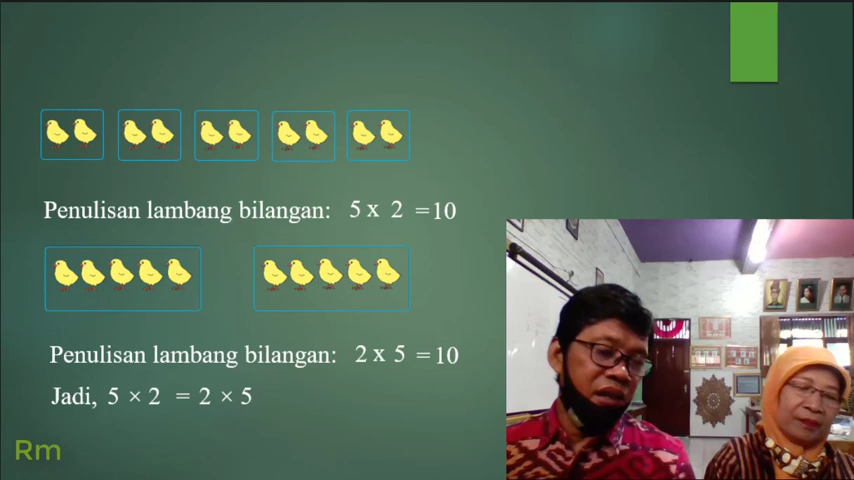 Penulisan lambang bilangan: 5 x 2 =10
Penulisan lambang bilangan: 2 x 5 =10
Jadi, 5 × 2 = 2 × 5
Rm